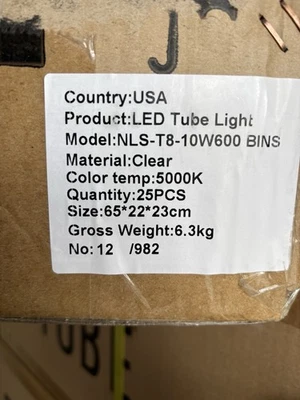 J
Country:USA
Product:LED Tube Light
Model:NLS-T8-10W600 BINS
Material:Clear
Color temp:5000K
Quantity:25PCS
Size:65*22*23cm
Gross Weight:6.3kg
No: 12 /982